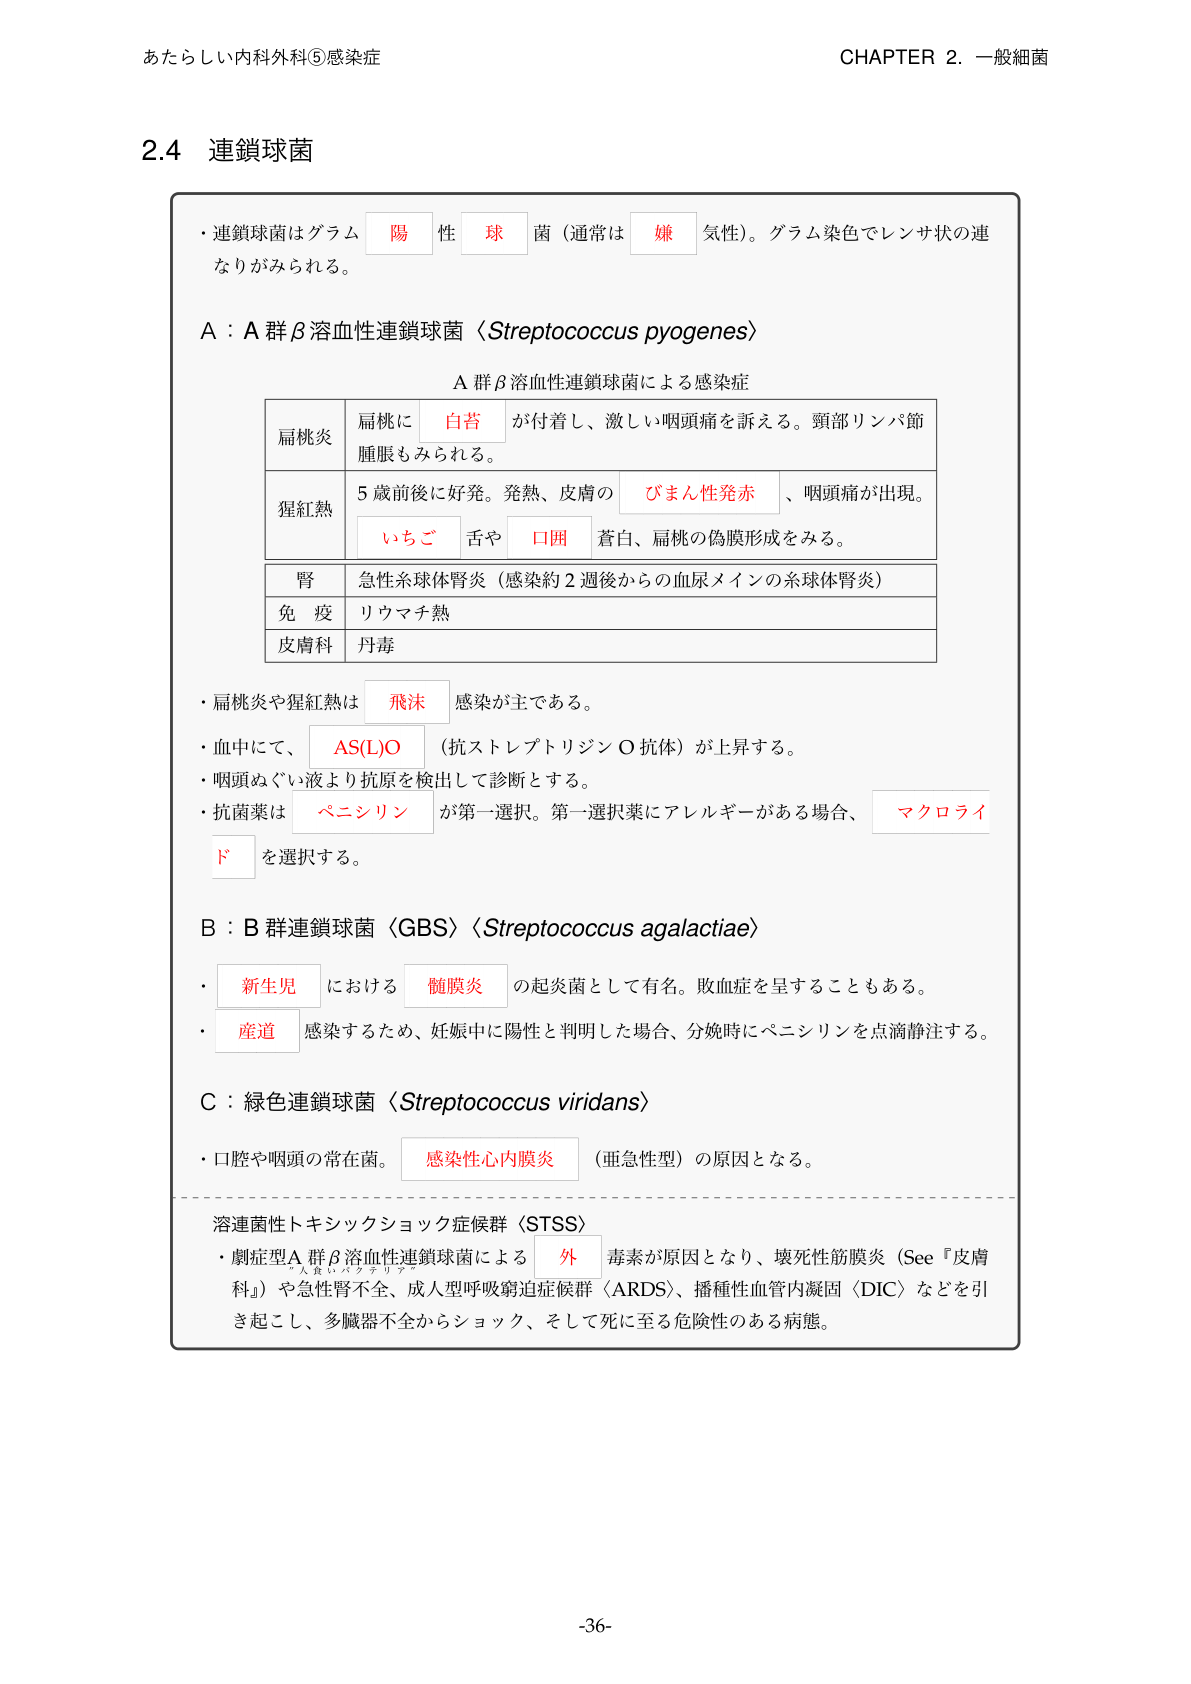 あたらしい内科外科⑤感染症 CHAPTER 2. 一般細菌
2.4 連鎖球菌
・連鎖球菌はグラム 陽 性 球 菌（通常は 嫌 気性）。グラム染色でレンサ状の連
なりがみられる。
A：A 群β溶血性連鎖球菌〈Streptococcus pyogenes〉
A 群β溶血性連鎖球菌による感染症
扁桃炎 扁桃に 白苔 が付着し、激しい咽頭痛を訴える。頸部リンパ節
腫脹もみられる。
猩紅熱 5 歳前後に好発。発熱、皮膚の びまん性発赤 、咽頭痛が出現。
いちご 舌や 口囲 蒼白、扁桃の偽膜形成をみる。
腎 急性糸球体腎炎（感染約 2 週後からの血尿メインの糸球体腎炎）
免 疫 リウマチ熱
皮膚科 丹毒
・扁桃炎や猩紅熱は 飛沫 感染が主である。
・血中にて、 AS(L)O （抗ストレプトリジン O 抗体）が上昇する。
・咽頭ぬぐい液より抗原を検出して診断とする。
・抗菌薬は ペニシリン が第一選択。第一選択薬にアレルギーがある場合、 マクロライ
ド を選択する。
B：B 群連鎖球菌〈GBS〉〈Streptococcus agalactiae〉
・ 新生児 における 髄膜炎 の起炎菌として有名。敗血症を呈することもある。
・ 産道 感染するため、妊娠中に陽性と判明した場合、分娩時にペニシリンを点滴静注する。
C：緑色連鎖球菌〈Streptococcus viridans〉
・口腔や咽頭の常在菌。 感染性心内膜炎 （亜急性型）の原因となる。
溶連菌性トキシックショック症候群〈STSS〉
・劇症型A 群β溶血性連鎖球菌による 外 毒素が原因となり、壊死性筋膜炎（See『皮膚
”人食いバクテリア”
科』）や急性腎不全、成人型呼吸窮迫症候群〈ARDS〉、播種性血管内凝固〈DIC〉などを引
き起こし、多臓器不全からショック、そして死に至る危険性のある病態。
-36-